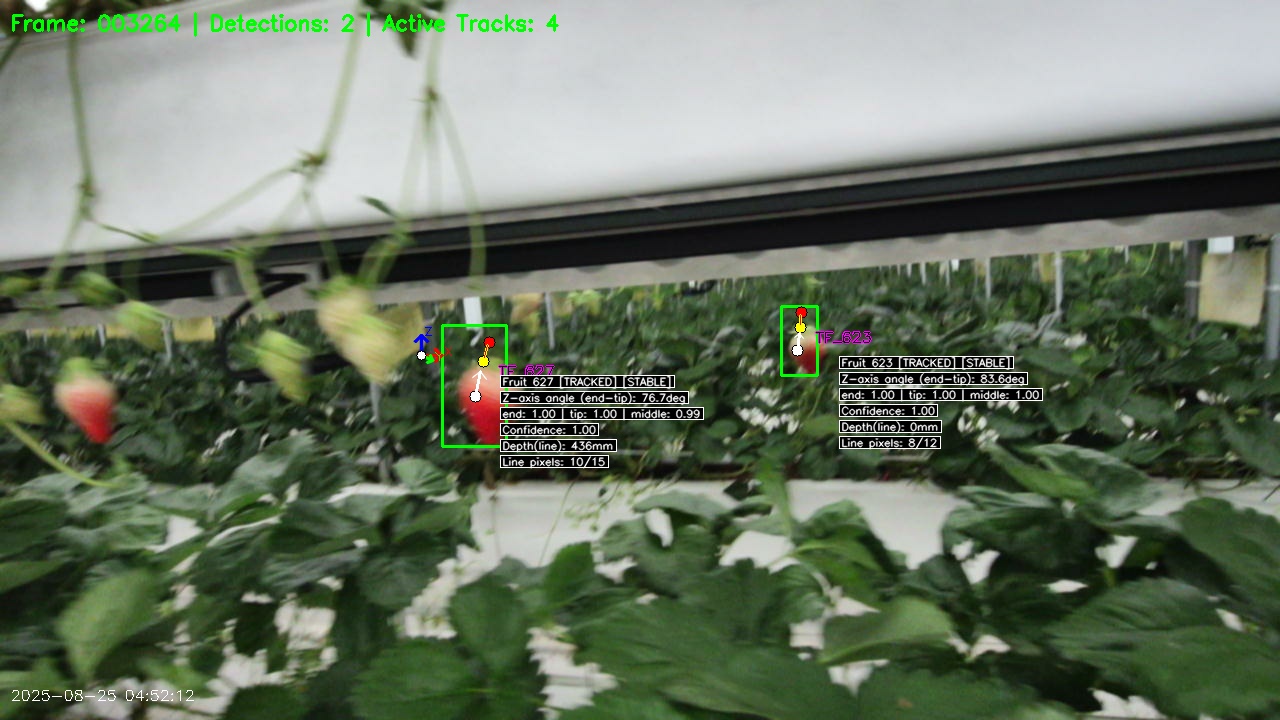 Frame: 003264 | Detections: 2 | Active Tracks: 4
Z
TF_623
Fruit 623 [TRACKED] [STABLE]
Z-axis angle (end-tip): 83.6deg
end: 1.00 | tip: 1.00 | middle: 1.00
Confidence: 1.00
Depth(line): 0mm
Line pixels: 8/12
TF_627
Fruit 627 [TRACKED] [STABLE]
Z-axis angle (end-tip): 76.7deg
end: 1.00 | tip: 1.00 | middle: 0.99
Confidence: 1.00
Depth(line): 436mm
Line pixels: 10/15
2025-08-25 04:52:12